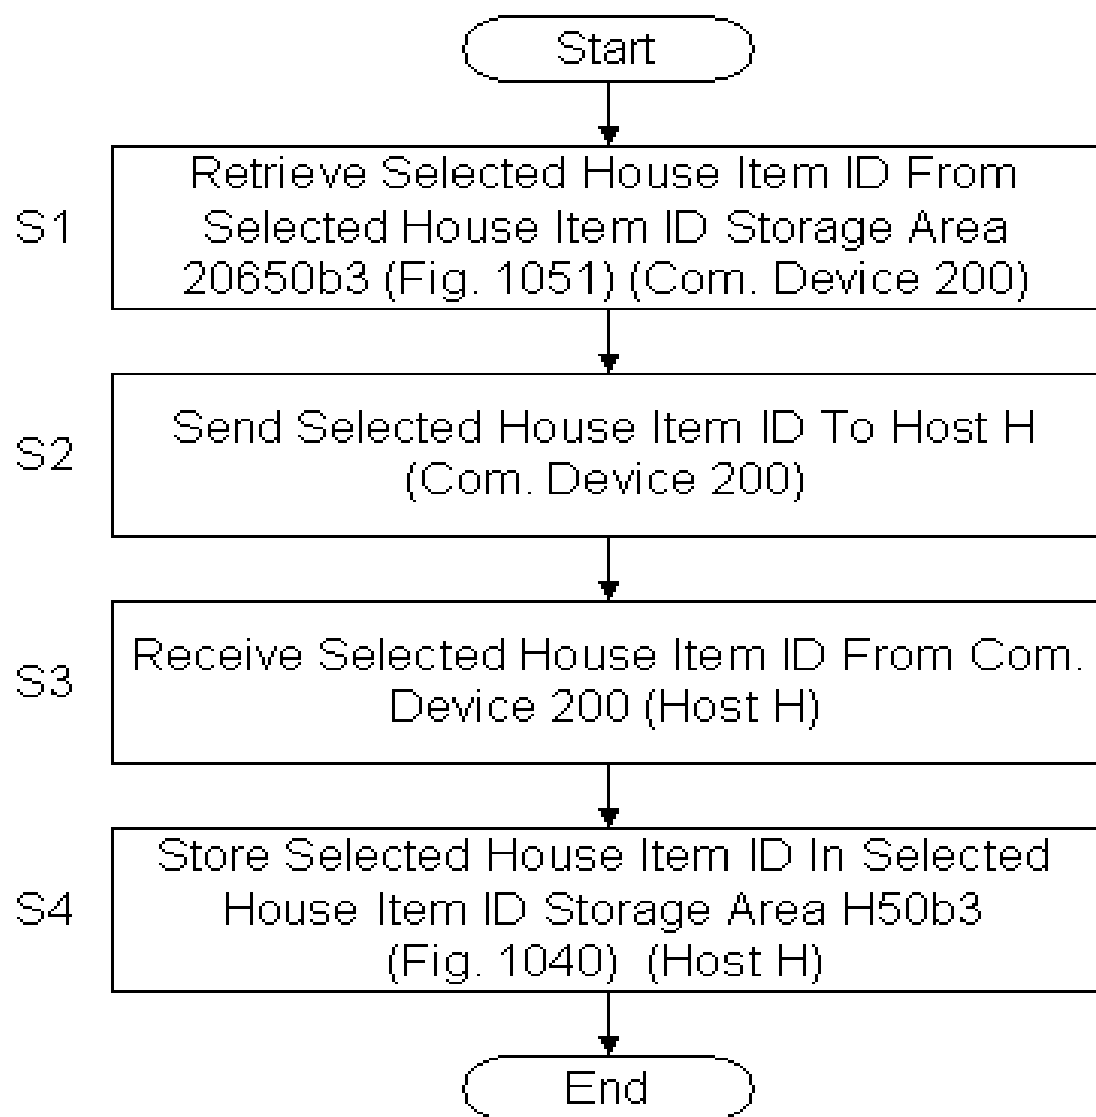 Start
S1
Retrieve Selected House Item ID From
Selected House Item ID Storage Area
20650b3 (Fig. 1051) (Com. Device 200)
S2
Send Selected House Item ID To Host H
(Com. Device 200)
S3
Receive Selected House Item ID From Com.
Device 200 (Host H)
S4
Store Selected House Item ID In Selected
House Item ID Storage Area H50b3
(Fig. 1040) (Host H)
End